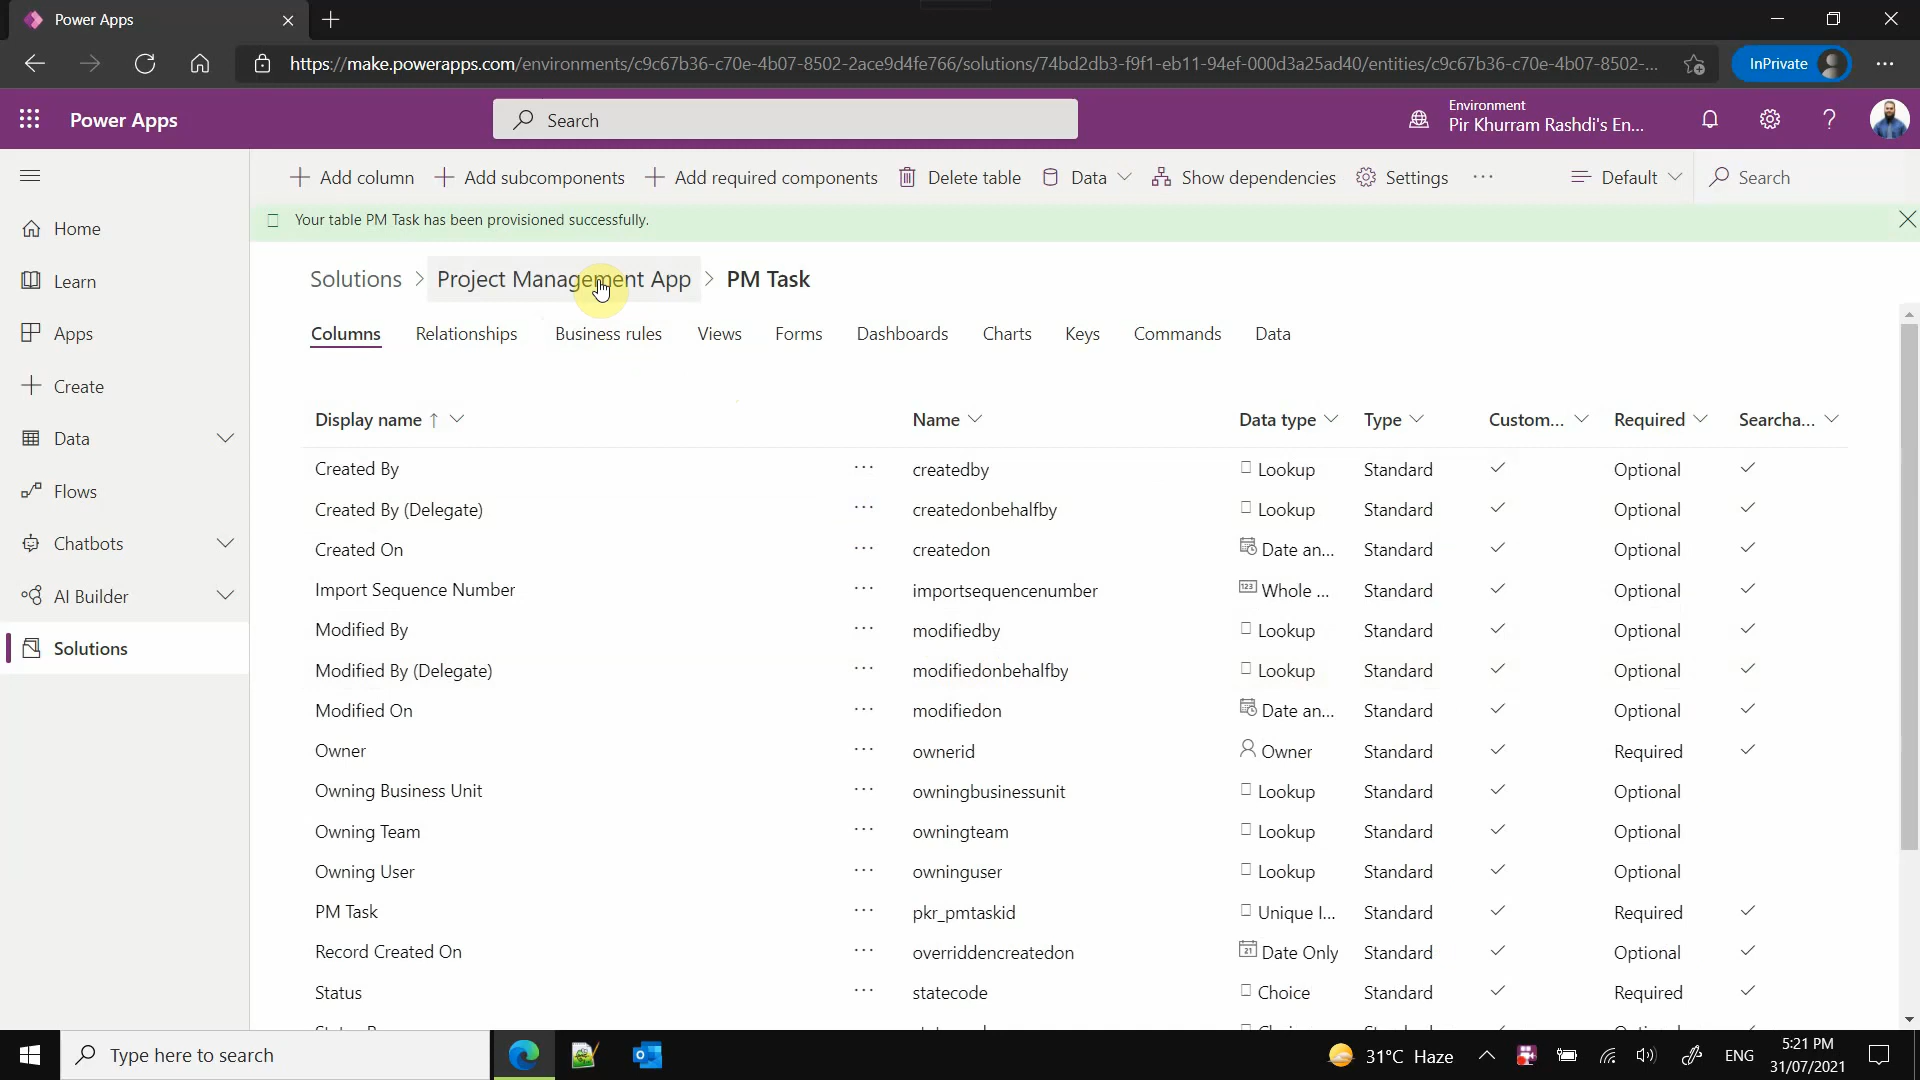 Power Apps
https://make.powerapps.com/environments/c9c67b36-c70e-4b07-8502-2ace9d4fe766/solutions/74bd2db3-f9f1-eb11-94ef-000d3a25ad40/entities/c9c67b36-c70e-4b07-8502-...
InPrivate
Power Apps
Search
Environment
Pir Khurram Rashdi's En...
Add column
Add subcomponents
Add required components
Delete table
Data
Show dependencies
Settings
Default
Search
Your table PM Task has been provisioned successfully.
Home
Learn
Apps
Create
Data
Flows
Chatbots
AI Builder
Solutions
Solutions > Project Management App > PM Task
Columns Relationships Business rules Views Forms Dashboards Charts Keys Commands Data
Display name Name Data type Type Custom... Required Searcha...
Created By createdby Lookup Standard Optional
Created By (Delegate) createdonbehalfby Lookup Standard Optional
Created On createdon Date an... Standard Optional
Import Sequence Number importsequencenumber Whole ... Standard Optional
Modified By modifiedby Lookup Standard Optional
Modified By (Delegate) modifiedonbehalfby Lookup Standard Optional
Modified On modifiedon Date an... Standard Optional
Owner ownerid Owner Standard Required
Owning Business Unit owningbusinessunit Lookup Standard Optional
Owning Team owningteam Lookup Standard Optional
Owning User owninguser Lookup Standard Optional
PM Task pkr_pmtaskid Unique I... Standard Required
Record Created On overriddencreatedon Date Only Standard Optional
Status statecode Choice Standard Required
Type here to search
31°C Haze
ENG
5:21 PM
31/07/2021